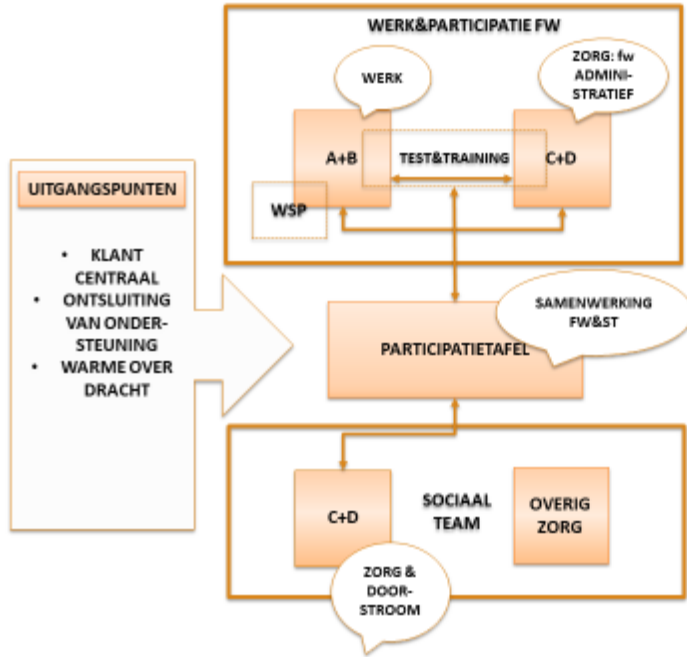 WERK&PARTICIPATIE FW
WERK
ZORG: fw
ADMINI-
STRATIEF
A+B
TEST&TRAINING
C+D
WSP
UITGANGSPUNTEN
• KLANT
CENTRAAL
• ONTSLUITING
VAN ONDER-
STEUNING
• WARME OVER
DRACHT
SAMENWERKING
FW&ST
PARTICIPATIETAFEL
C+D
SOCIAAL
TEAM
OVERIG
ZORG
ZORG &
DOOR-
STROOM